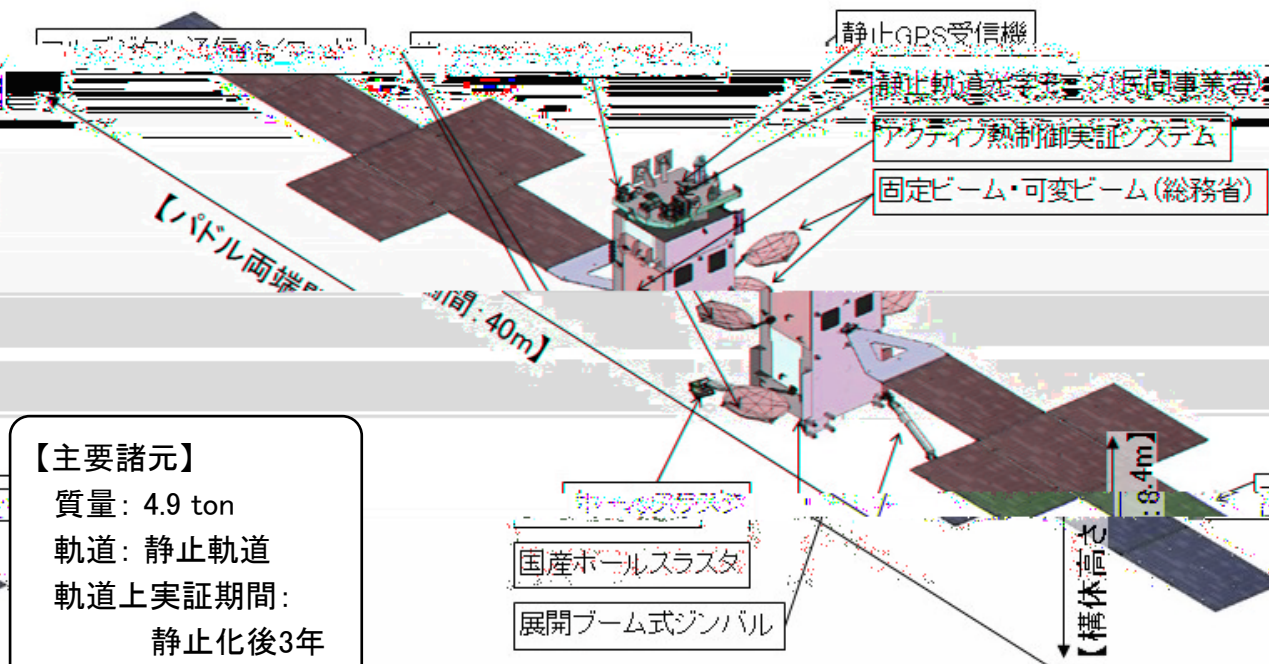 静止GPS受信機
静止軌道光学モニタ(民間事業者)
アクティブ熱制御実証システム
固定ビーム・可変ビーム(総務省)
【パドル両端
間:40m】
【主要諸元】
質量: 4.9 ton
軌道: 静止軌道
軌道上実証期間:
静止化後3年
国産ホールスラスタ
展開ブーム式ジンバル
【構体高さ
:8.4m】